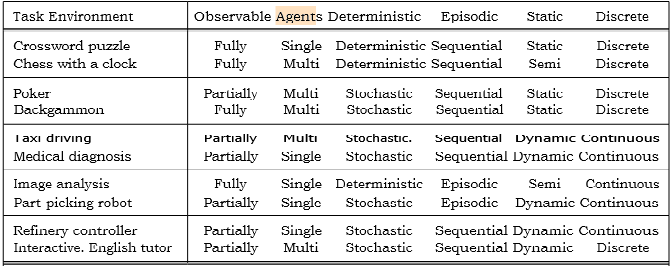 Task Environment Observable Agents Deterministic Episodic Static Discrete
Crossword puzzle Fully Single Deterministic Sequential Static Discrete
Chess with a clock Fully Multi Deterministic Sequential Semi Discrete
Poker Partially Multi Stochastic Sequential Static Discrete
Backgammon Fully Multi Stochastic Sequential Static Discrete
Taxi driving Partially Multi Stochastic. Sequential Dynamic Continuous
Medical diagnosis Partially Single Stochastic Sequential Dynamic Continuous
Image analysis Fully Single Deterministic Episodic Semi Continuous
Part picking robot Partially Single Stochastic Episodic Dynamic Continuous
Refinery controller Partially Single Stochastic Sequential Dynamic Continuous
Interactive. English tutor Partially Multi Stochastic Sequential Dynamic Discrete